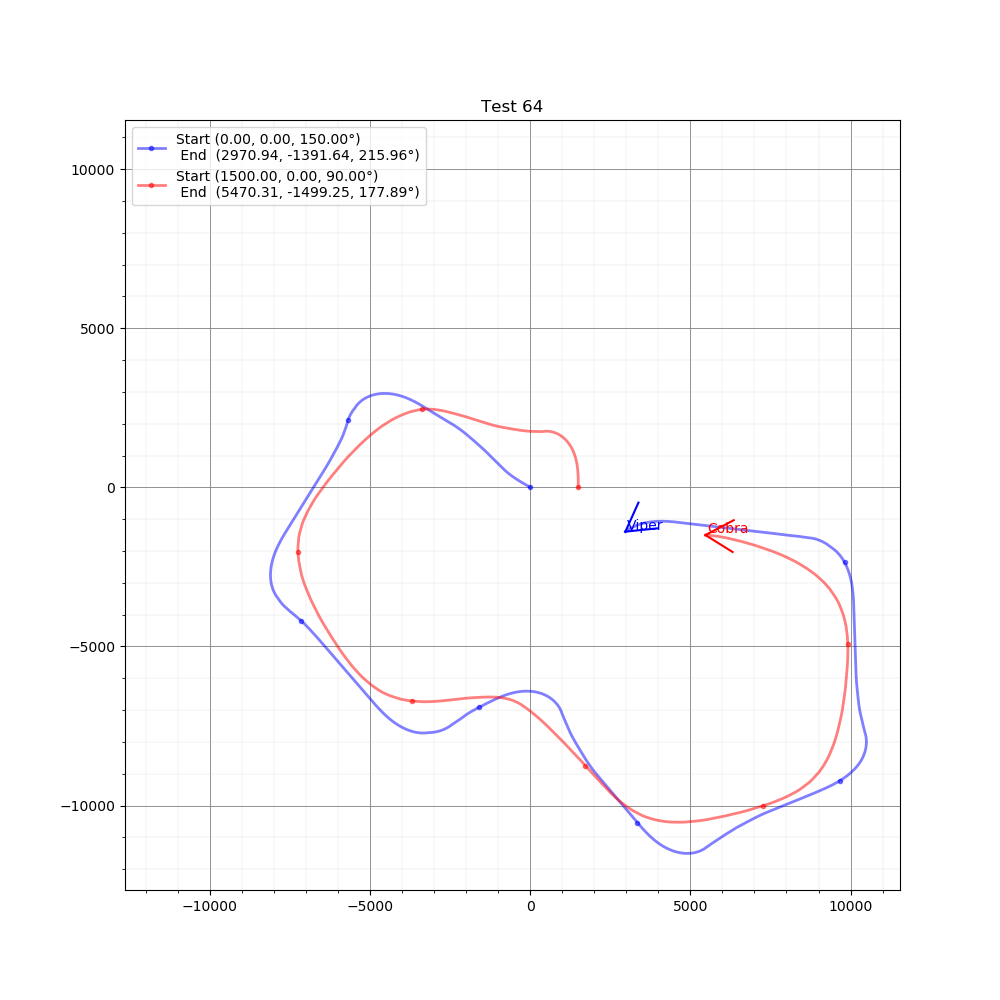 Test 64
Start (0.00, 0.00, 150.00°)
End  (2970.94, -1391.64, 215.96°)
Start (1500.00, 0.00, 90.00°)
End  (5470.31, -1499.25, 177.89°)
10000
5000
0
−5000
−10000
Viper
Cobra
−10000
−5000
0
5000
10000